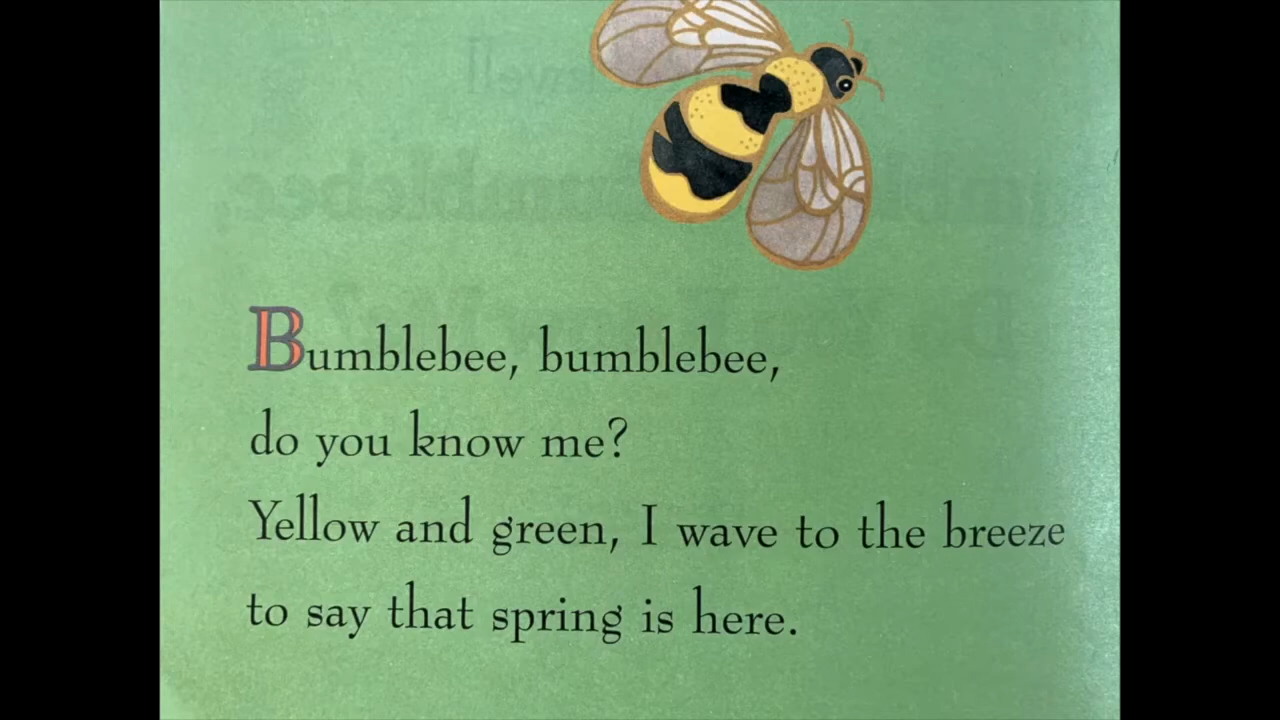 Bumblebee, bumblebee,
do you know me?
Yellow and green, I wave to the breeze
to say that spring is here.